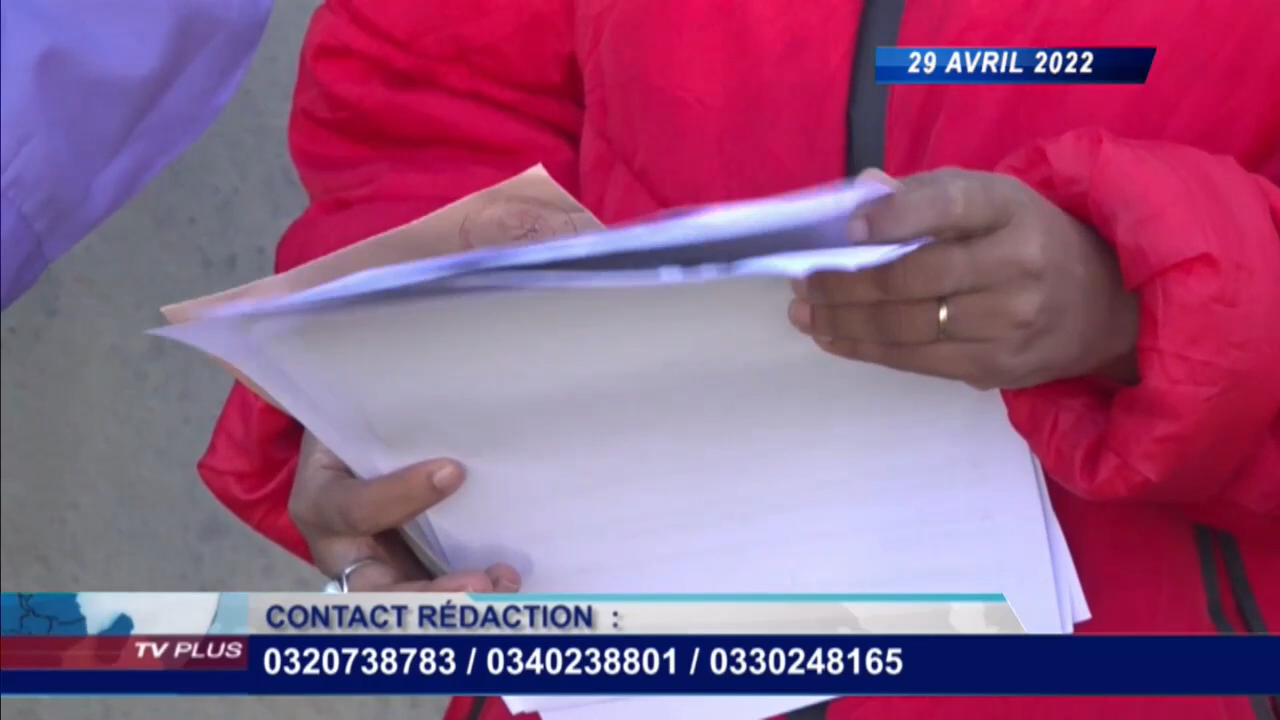 29 AVRIL 2022
CONTACT RÉDACTION :
TV PLUS
0320738783 / 0340238801 / 0330248165